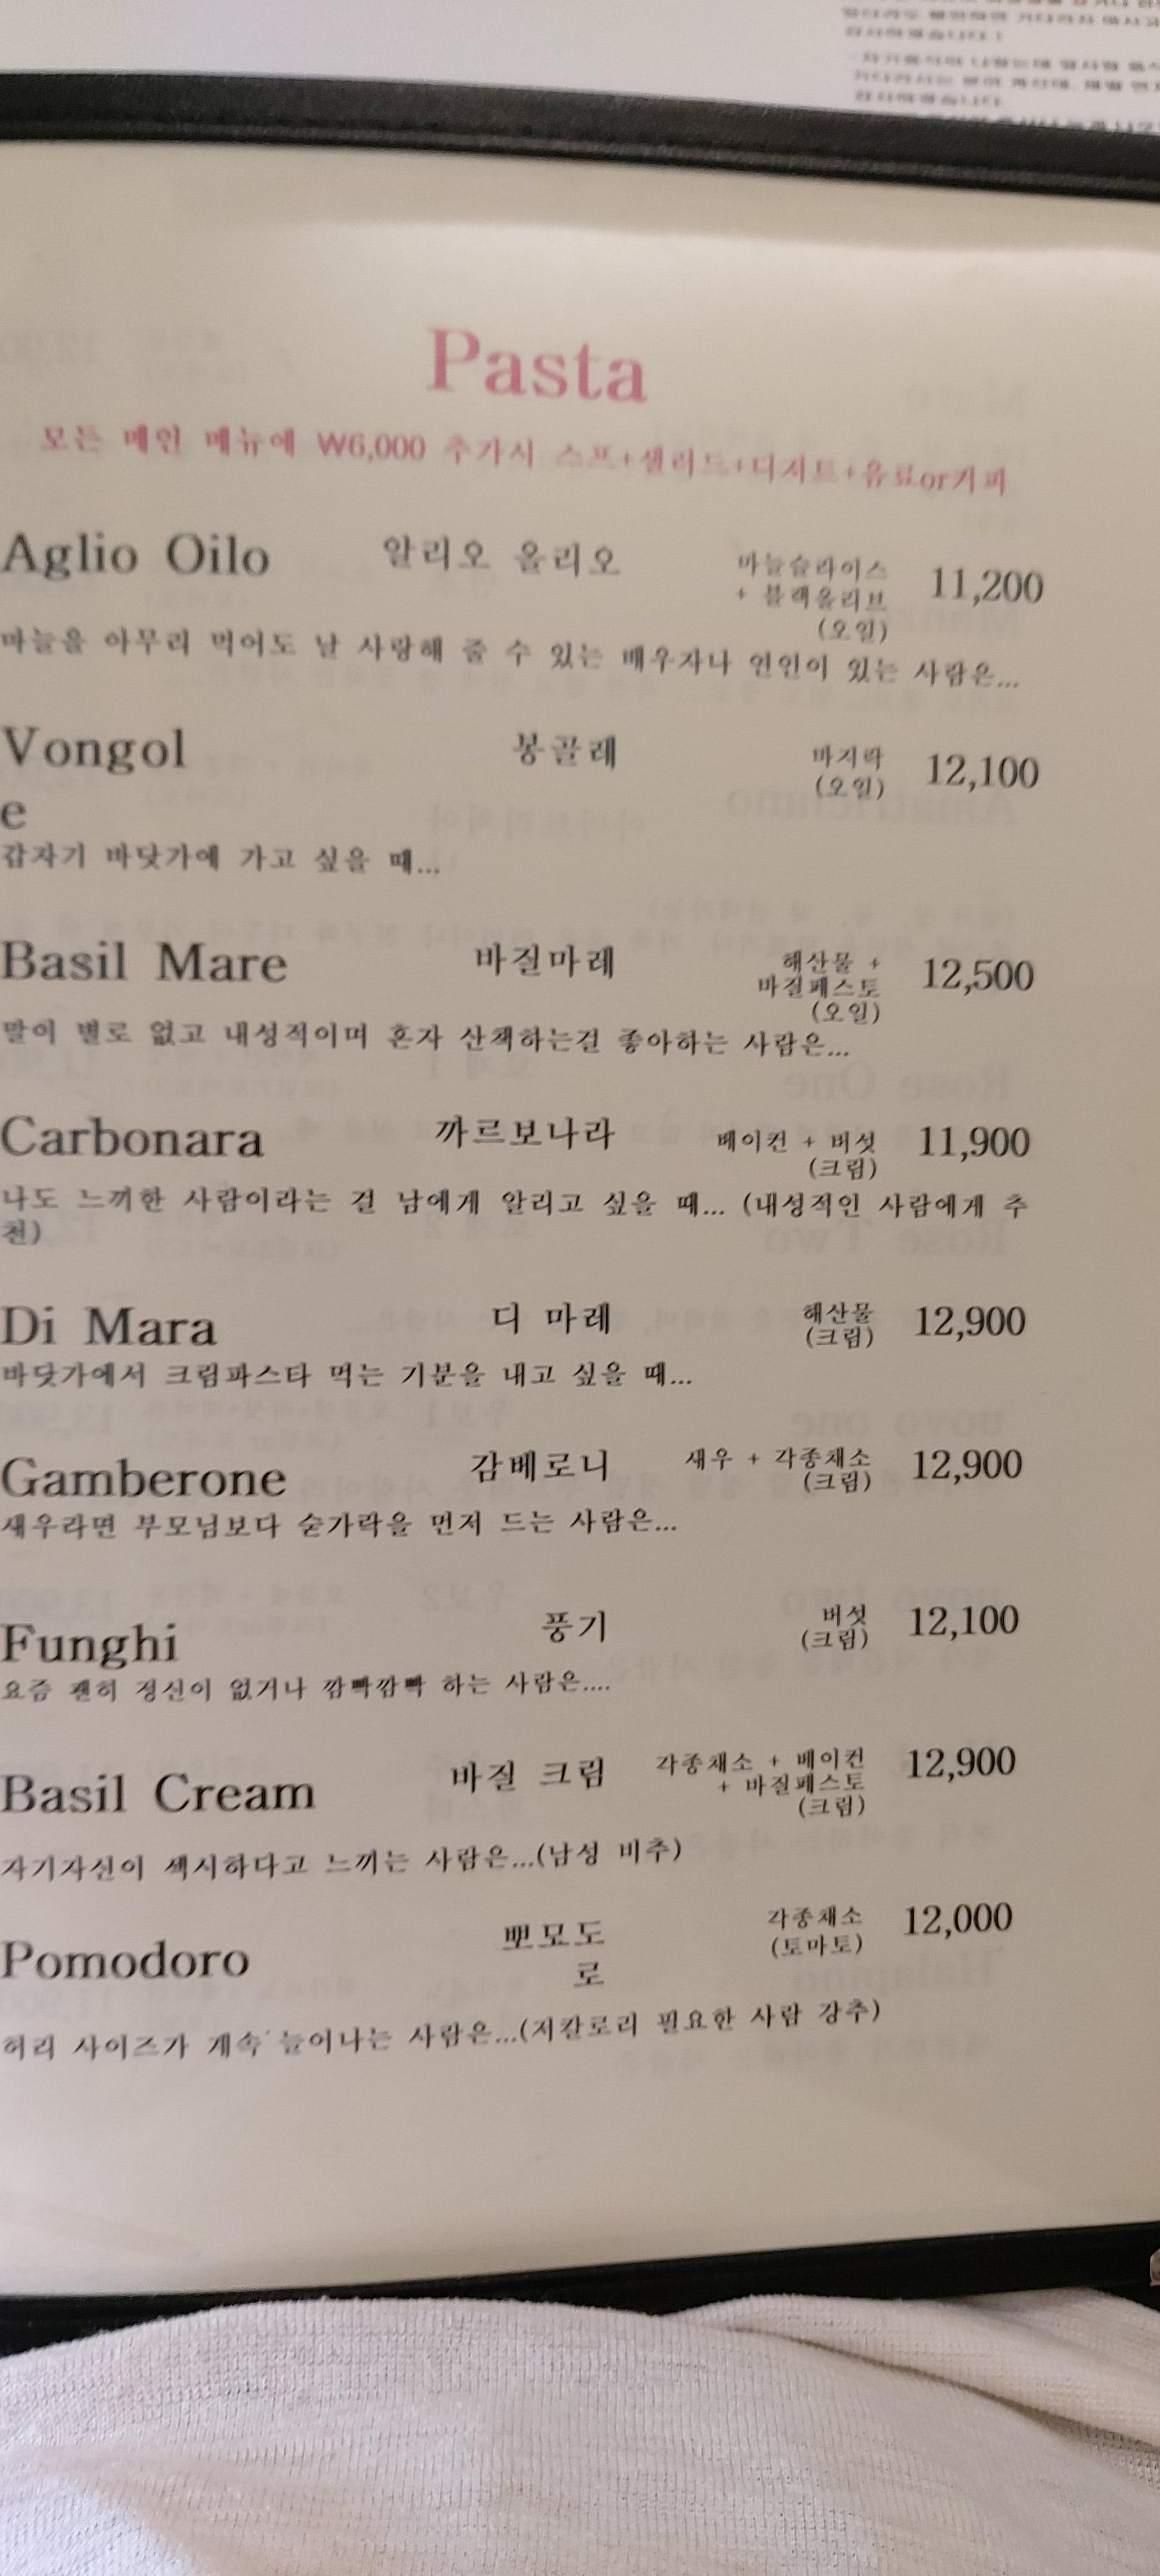 Pasta
모든 메인 메뉴에 ₩6,000 추가시 스프+샐러드+디저트+음료or커피
Aglio Oilo 알리오 올리오 마늘슬라이스 11,200
+ 블랙올리브
(오일)
마늘을 아무리 먹어도 날 사랑해 줄 수 있는 배우자나 연인이 있는 사람은...
Vongol 봉골레 바지락 12,100
(오일)
e
갑자기 바닷가에 가고 싶을 때...
Basil Mare 바질마레 해산물 + 12,500
바질페스토
(오일)
말이 별로 없고 내성적이며 혼자 산책하는걸 좋아하는 사람은...
Carbonara 까르보나라 베이컨 + 버섯 11,900
(크림)
나도 느끼한 사람이라는 걸 남에게 알리고 싶을 때... (내성적인 사람에게 추
천)
Di Mara 디 마레 해산물 12,900
(크림)
바닷가에서 크림파스타 먹는 기분을 내고 싶을 때...
Gamberone 감베로니 새우 + 각종채소 12,900
(크림)
새우라면 부모님보다 숟가락을 먼저 드는 사람은...
Funghi 풍기 버섯 12,100
(크림)
요즘 괜히 정신이 없거나 깜빡깜빡 하는 사람은....
Basil Cream 바질 크림 각종채소 + 베이컨 12,900
+ 바질페스토
(크림)
자기자신이 섹시하다고 느끼는 사람은...(남성 비추)
Pomodoro 뽀모도 각종채소 12,000
(토마토)
로
허리 사이즈가 계속 늘어나는 사람은...(저칼로리 필요한 사람 강추)